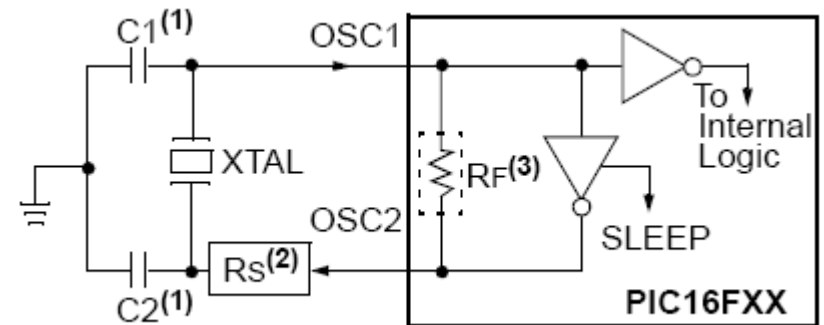 C1(1)
OSC1
To
Internal
Logic
XTAL
RF(3)
OSC2
SLEEP
RS(2)
C2(1)
PIC16FXX